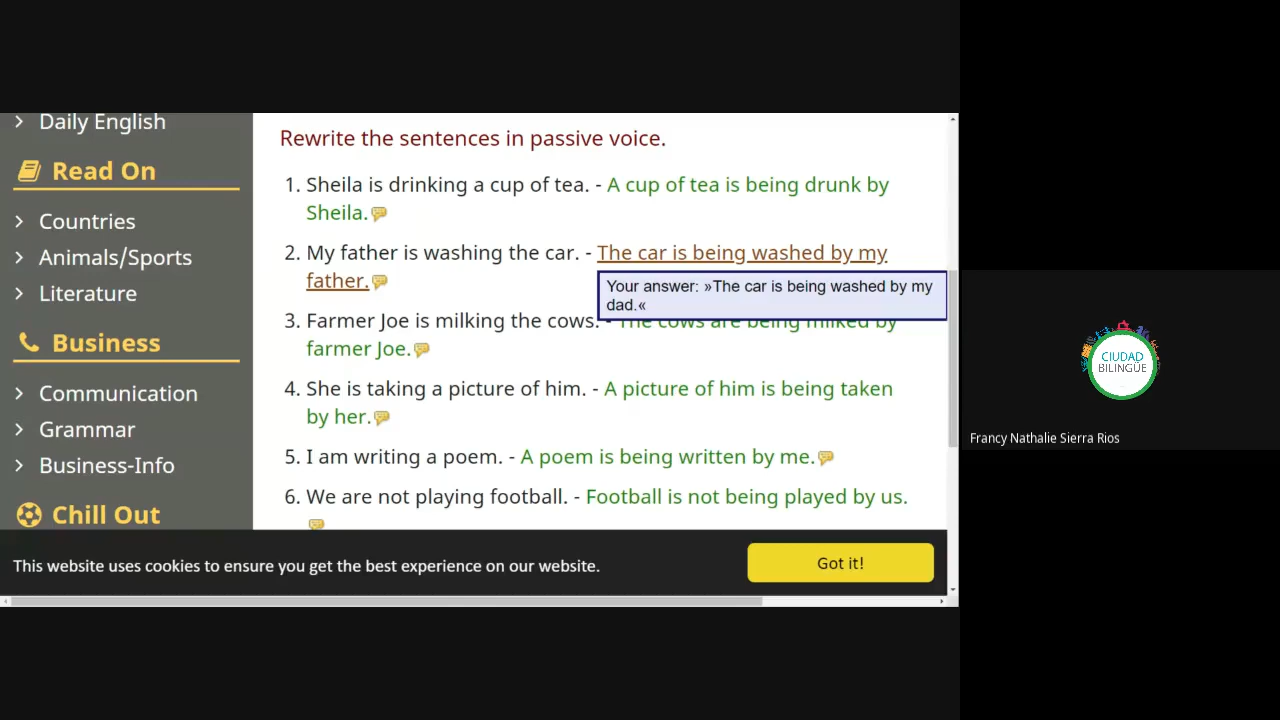 Daily English
Read On
Countries
Animals/Sports
Literature
Business
Communication
Grammar
Business-Info
Chill Out
Rewrite the sentences in passive voice.
1. Sheila is drinking a cup of tea. - A cup of tea is being drunk by
Sheila.
2. My father is washing the car. - The car is being washed by my
father.
Your answer: »The car is being washed by my
dad.«
3. Farmer Joe is milking the cows. - The cows are being milked by
farmer Joe.
4. She is taking a picture of him. - A picture of him is being taken
by her.
5. I am writing a poem. - A poem is being written by me.
6. We are not playing football. - Football is not being played by us.
This website uses cookies to ensure you get the best experience on our website.
Got it!
CIUDAD
BILINGÜE
Francy Nathalie Sierra Rios